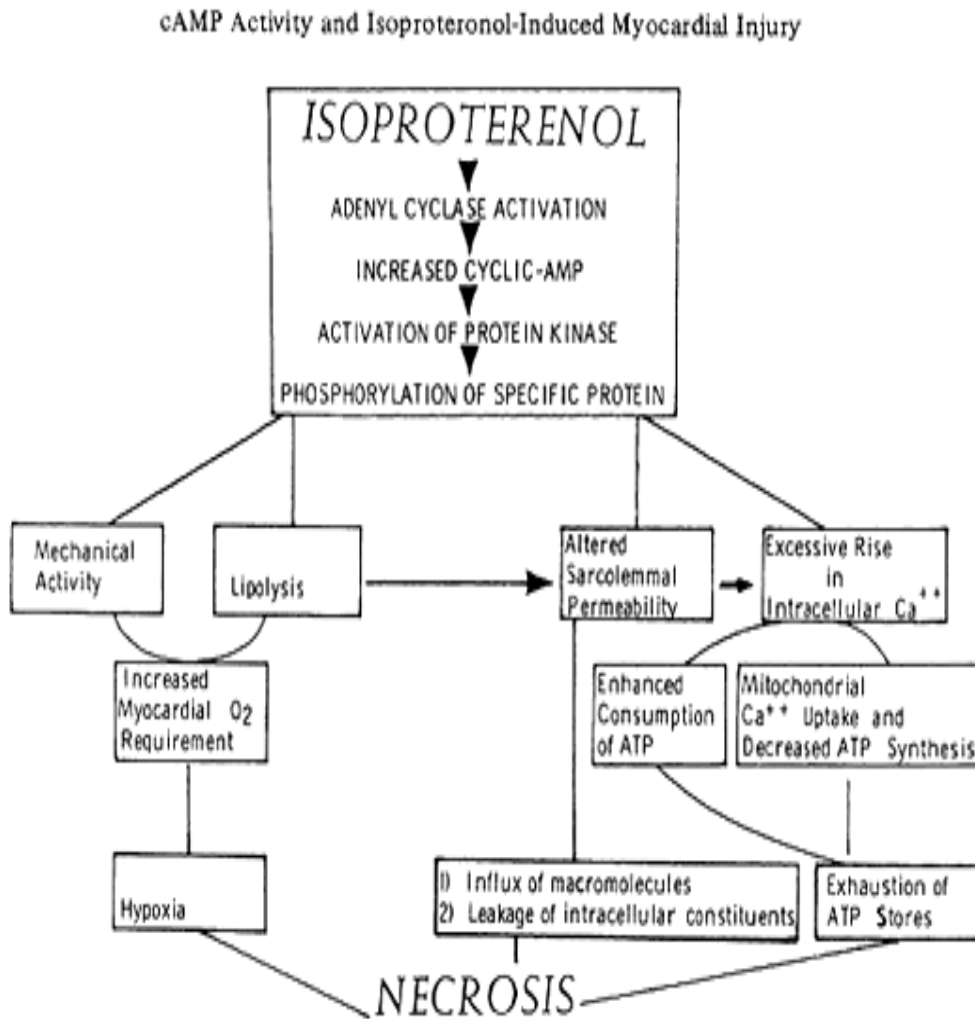 cAMP Activity and Isoproteronol-Induced Myocardial Injury
ISOPROTERENOL
ADENYL CYCLASE ACTIVATION
INCREASED CYCLIC-AMP
ACTIVATION OF PROTEIN KINASE
PHOSPHORYLATION OF SPECIFIC PROTEIN
Mechanical
Activity
Lipolysis
Altered
Sarcolemmal
Permeability
Excessive Rise
in
Intracellular Ca++
Increased
Myocardial O2
Requirement
Enhanced
Consumption
of ATP
Mitochondrial
Ca++ Uptake and
Decreased ATP Synthesis
Hypoxia
1) Influx of macromolecules
2) Leakage of intracellular constituents
Exhaustion of
ATP Stores
NECROSIS